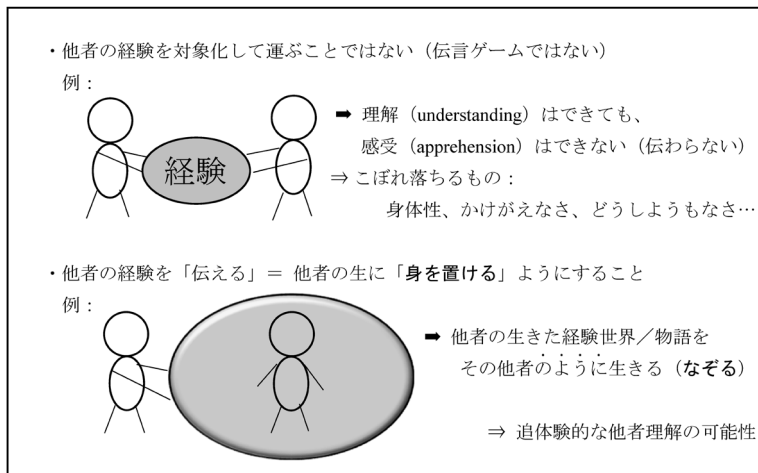 ・他者の経験を対象化して運ぶことではない（伝言ゲームではない）
例：
経験
➡ 理解（understanding）はできても、
感受（apprehension）はできない（伝わらない）
⇒ こぼれ落ちるもの：
身体性、かけがえなさ、どうしようもなさ…
・他者の経験を「伝える」＝ 他者の生に「身を置ける」ようにすること
例：
➡ 他者の生きた経験世界／物語を
その他者のように生きる（なぞる）
⇒ 追体験的な他者理解の可能性